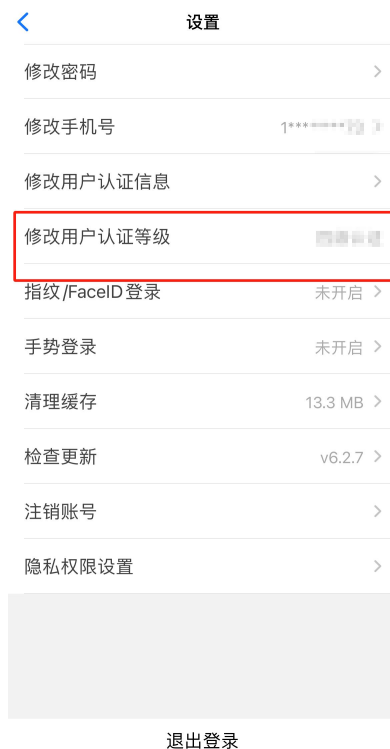 设置
修改密码
修改手机号 1***
修改用户认证信息
修改用户认证等级
指纹/FaceID登录 未开启
手势登录 未开启
清理缓存 13.3 MB
检查更新 v6.2.7
注销账号
隐私权限设置
退出登录